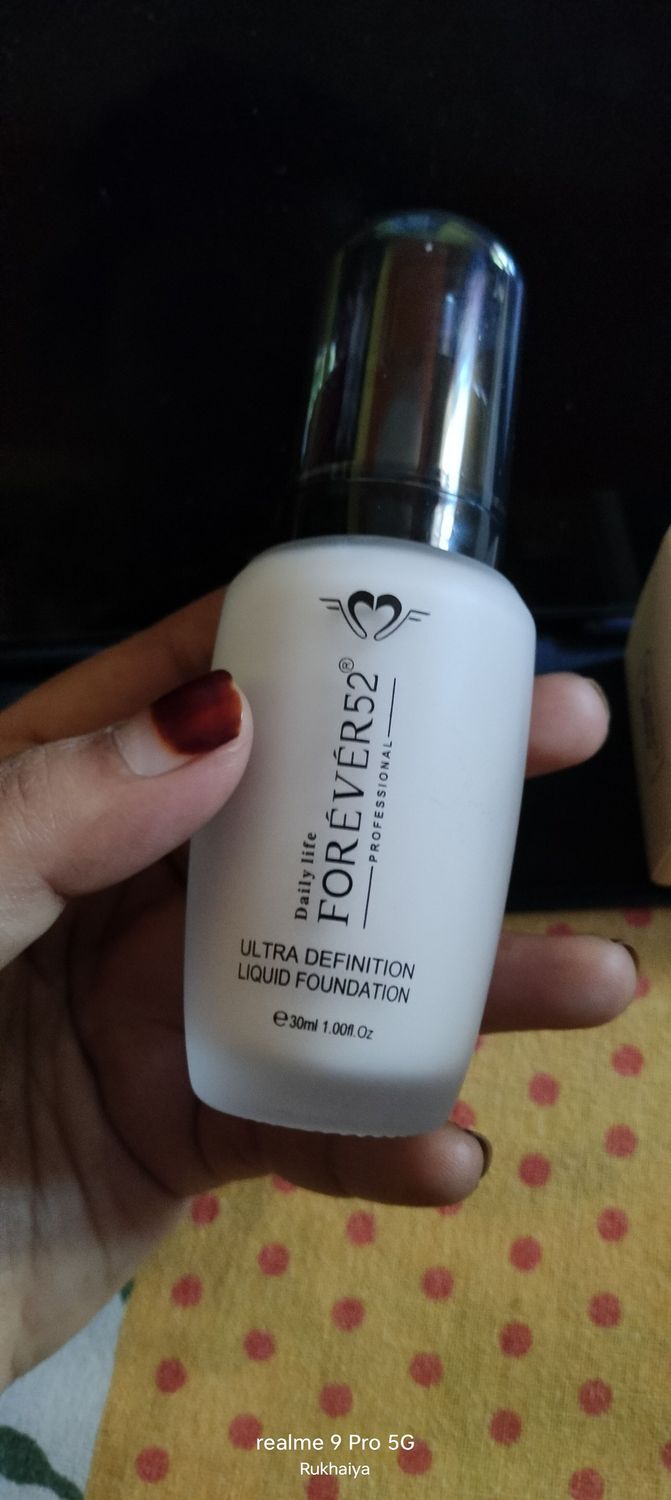 Daily life
FORÉVÉR52®
PROFESSIONAL
ULTRA DEFINITION
LIQUID FOUNDATION
℮30ml 1.00fl.Oz
realme 9 Pro 5G
Rukhaiya